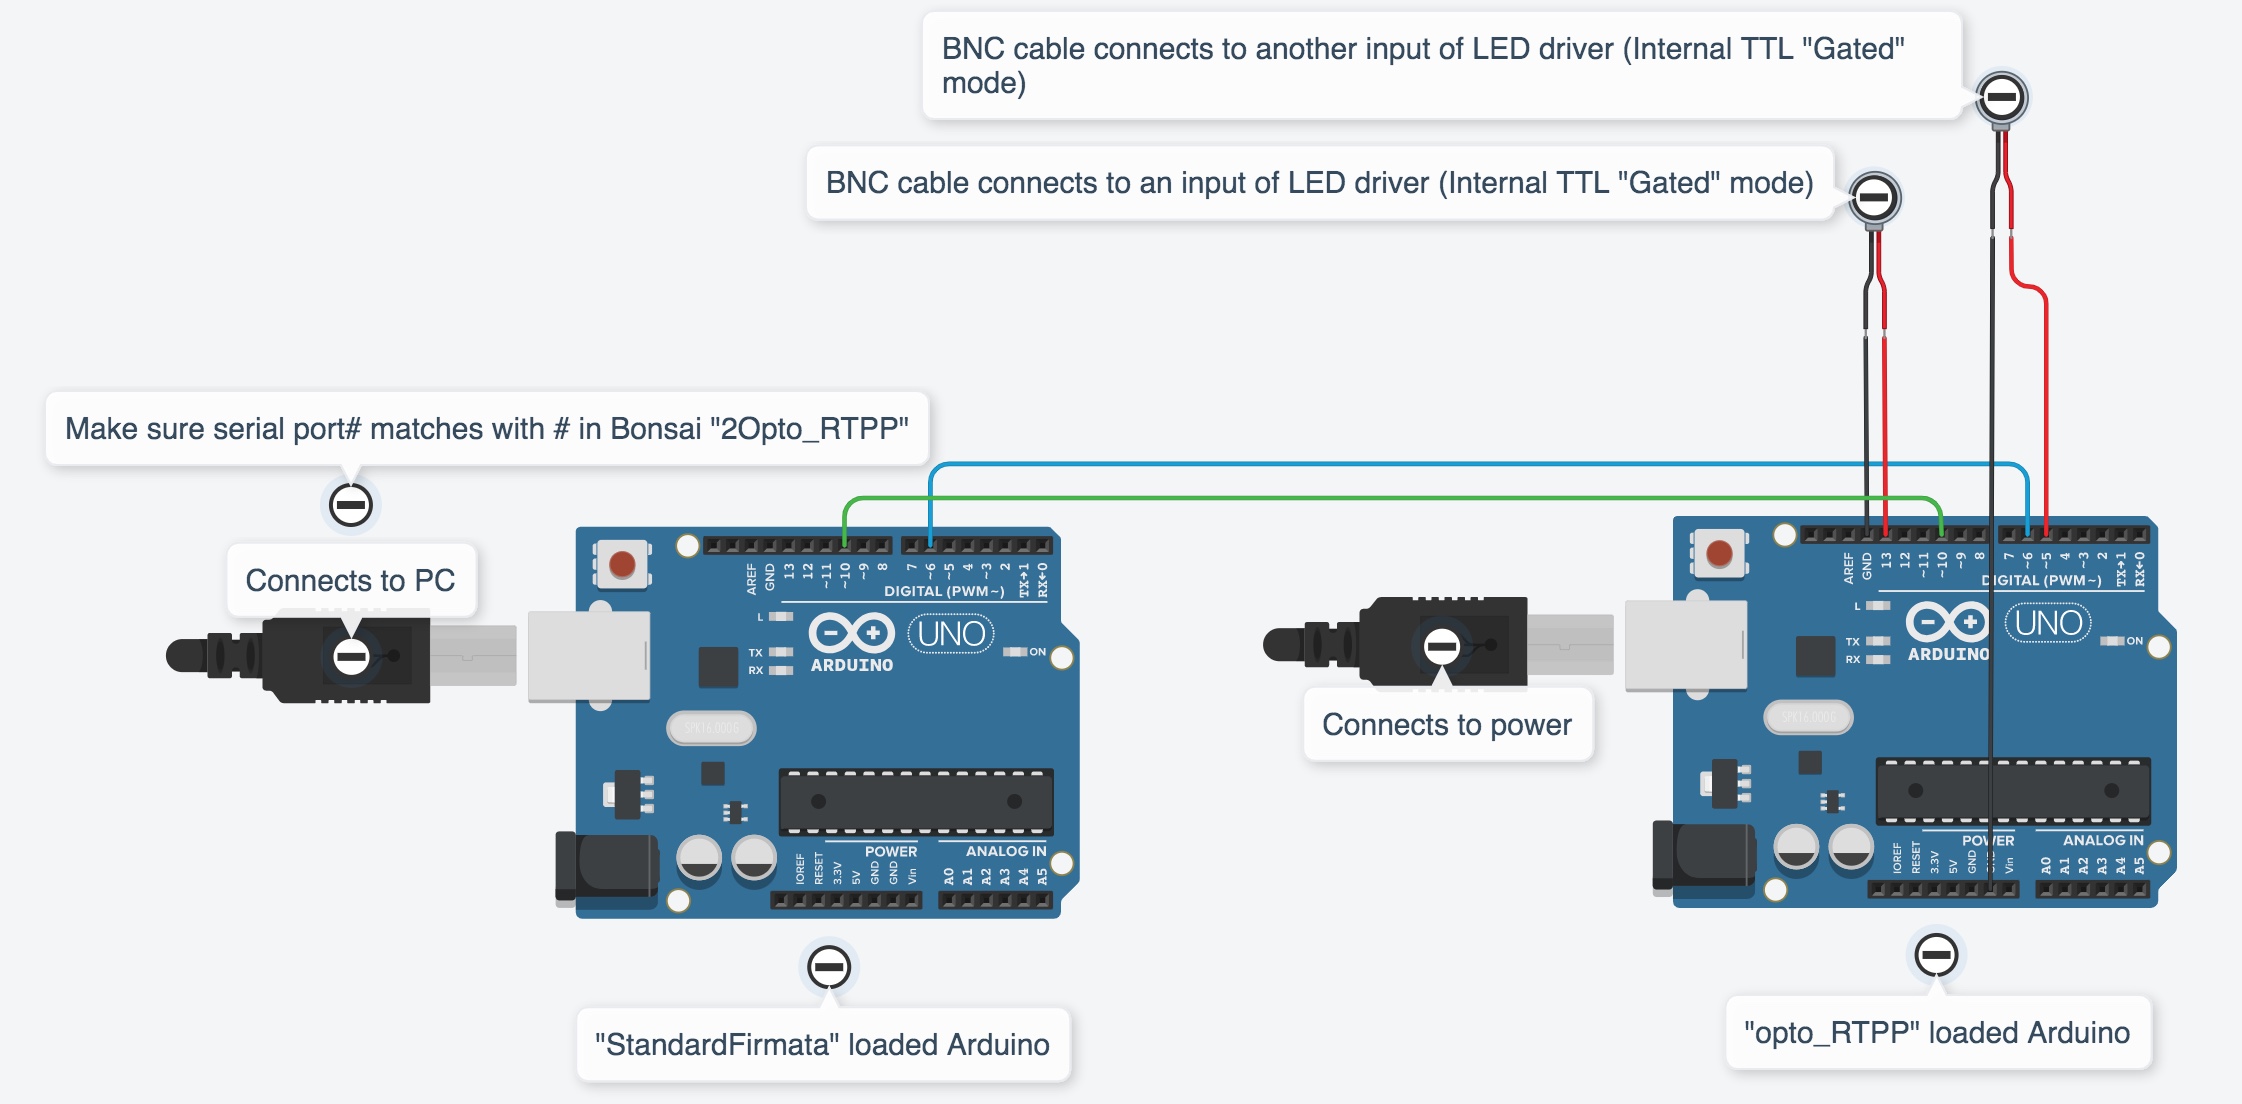 BNC cable connects to another input of LED driver (Internal TTL "Gated"
mode)
BNC cable connects to an input of LED driver (Internal TTL "Gated" mode)
Make sure serial port# matches with # in Bonsai "2Opto_RTPP"
Connects to PC
AREF
GND
13
12
~11
~10
~9
8
7
~6
~5
4
~3
2
TX→1
RX←0
DIGITAL (PWM~)
L
TX
RX
ARDUINO
UNO
ON
SPK16.000G
POWER
ANALOG IN
IOREF
RESET
3.3V
5V
GND
GND
Vin
A0
A1
A2
A3
A4
A5
"StandardFirmata" loaded Arduino
Connects to power
AREF
GND
13
12
~11
~10
~9
8
7
~6
~5
4
~3
2
TX→1
RX←0
DIGITAL (PWM~)
L
TX
RX
ARDUINO
UNO
ON
SPK16.000G
POWER
ANALOG IN
IOREF
RESET
3.3V
5V
GND
Vin
A0
A1
A2
A3
A4
A5
"opto_RTPP" loaded Arduino